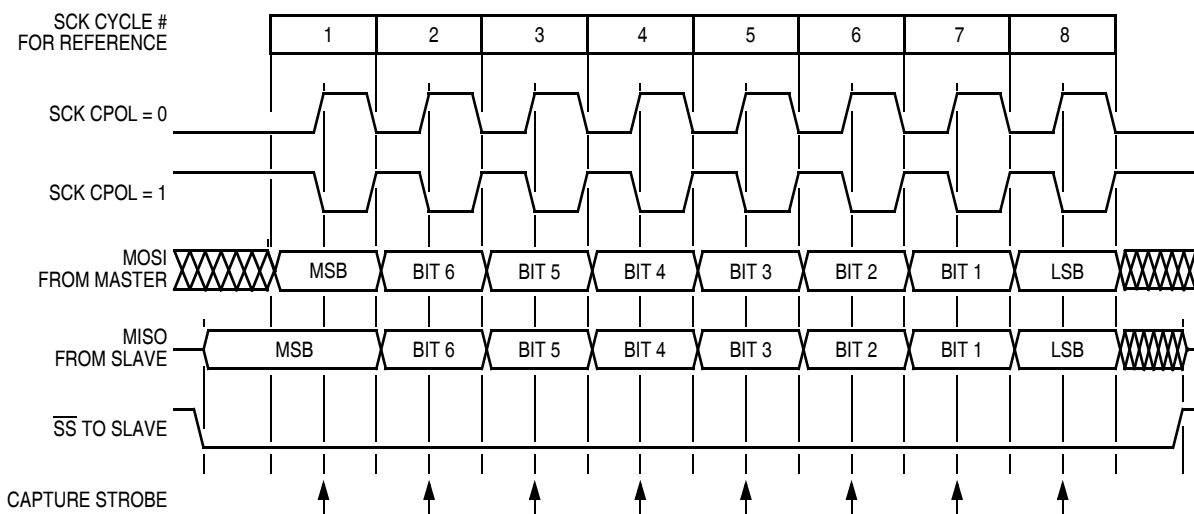 SCK CYCLE #
FOR REFERENCE
1 2 3 4 5 6 7 8
SCK CPOL = 0
SCK CPOL = 1
MOSI
FROM MASTER
MSB BIT 6 BIT 5 BIT 4 BIT 3 BIT 2 BIT 1 LSB
MISO
FROM SLAVE
MSB BIT 6 BIT 5 BIT 4 BIT 3 BIT 2 BIT 1 LSB
S̅S̅ TO SLAVE
CAPTURE STROBE